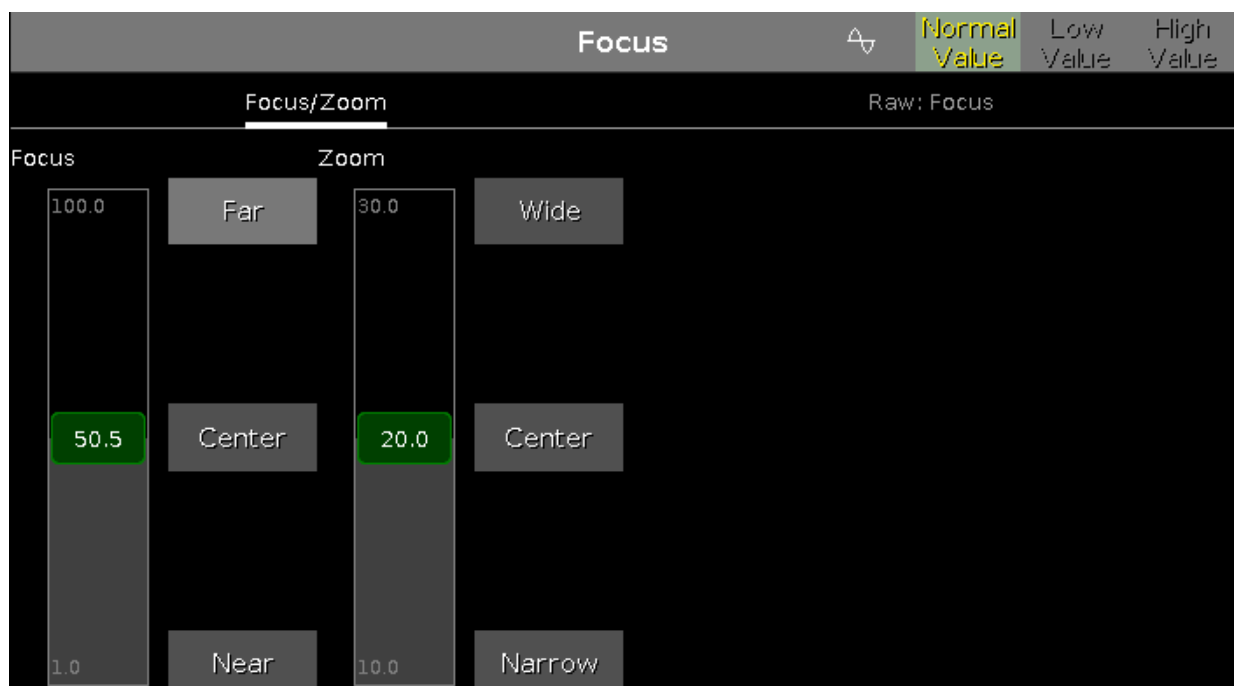 Focus
Normal Value
Low Value
High Value
Focus/Zoom
Raw: Focus
Focus
Zoom
100.0
Far
30.0
Wide
50.5
Center
20.0
Center
1.0
Near
10.0
Narrow